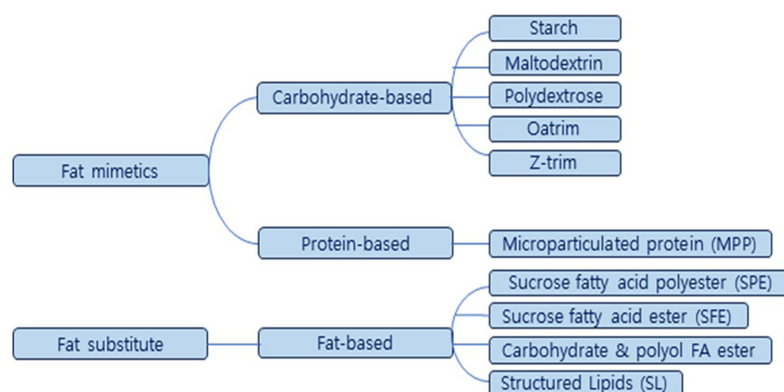 Fat mimetics
Carbohydrate-based
Starch
Maltodextrin
Polydextrose
Oatrim
Z-trim
Protein-based
Microparticulated protein (MPP)
Fat substitute
Fat-based
Sucrose fatty acid polyester (SPE)
Sucrose fatty acid ester (SFE)
Carbohydrate & polyol FA ester
Structured Lipids (SL)